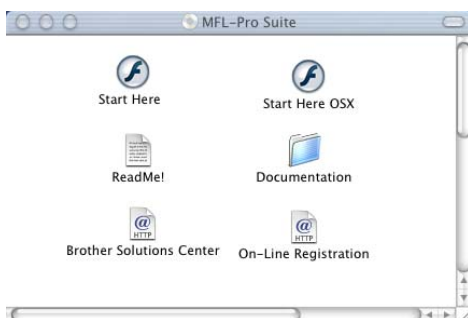 MFL-Pro Suite
Start Here
Start Here OSX
ReadMe!
Documentation
@
HTTP
@
HTTP
Brother Solutions Center
On-Line Registration